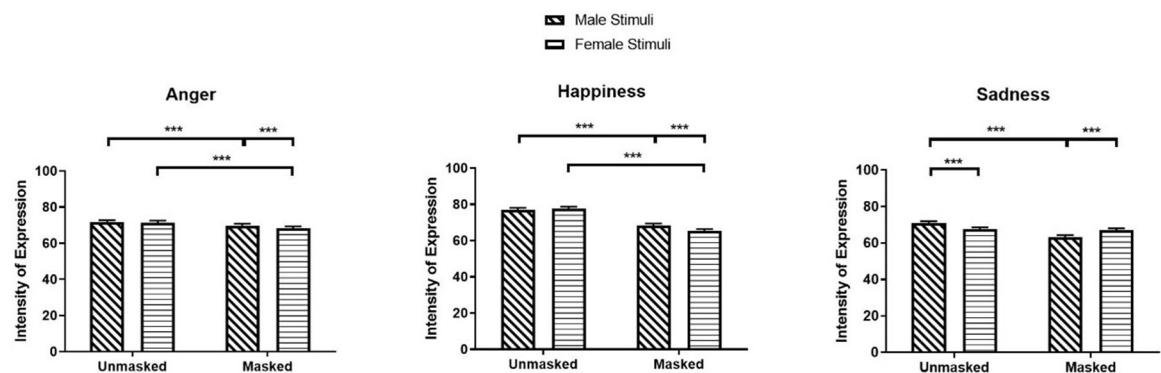 Male Stimuli
Female Stimuli
Anger
***
***
***
Intensity of Expression
100
80
60
40
20
0
Unmasked
Masked
Happiness
***
***
***
Intensity of Expression
100
80
60
40
20
0
Unmasked
Masked
Sadness
***
***
***
Intensity of Expression
100
80
60
40
20
0
Unmasked
Masked